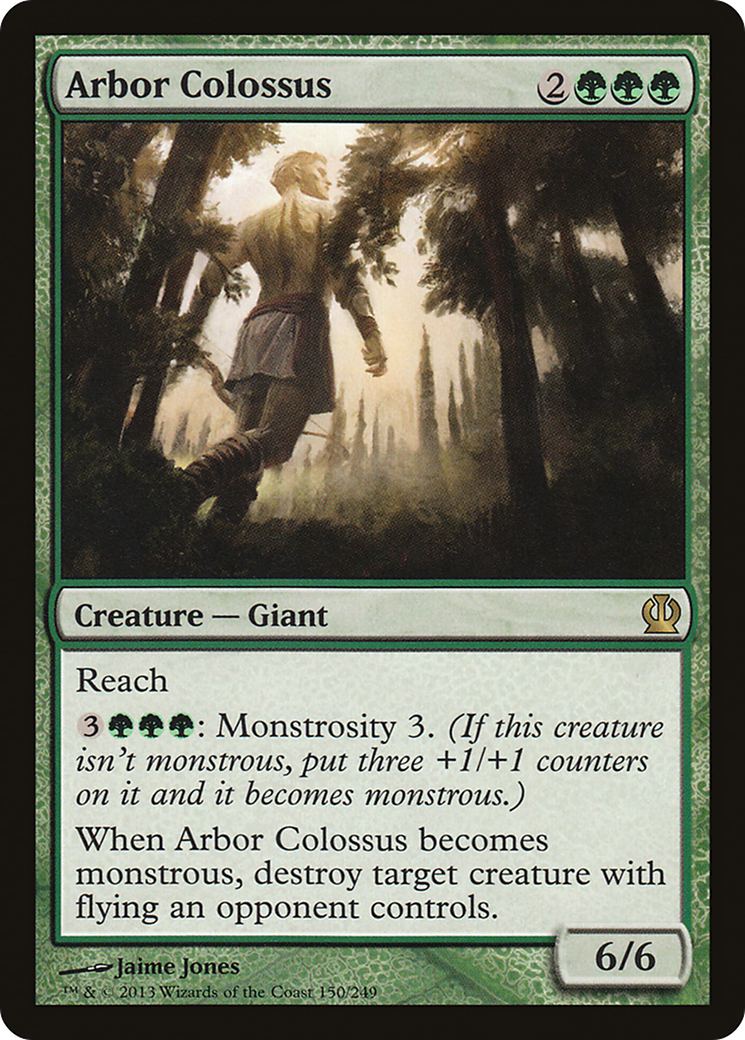 Arbor Colossus 2
Creature — Giant
Reach
3: Monstrosity 3. (If this creature
isn't monstrous, put three +1/+1 counters
on it and it becomes monstrous.)
When Arbor Colossus becomes
monstrous, destroy target creature with
flying an opponent controls.
6/6
Jaime Jones
™ & © 2013 Wizards of the Coast 150/249